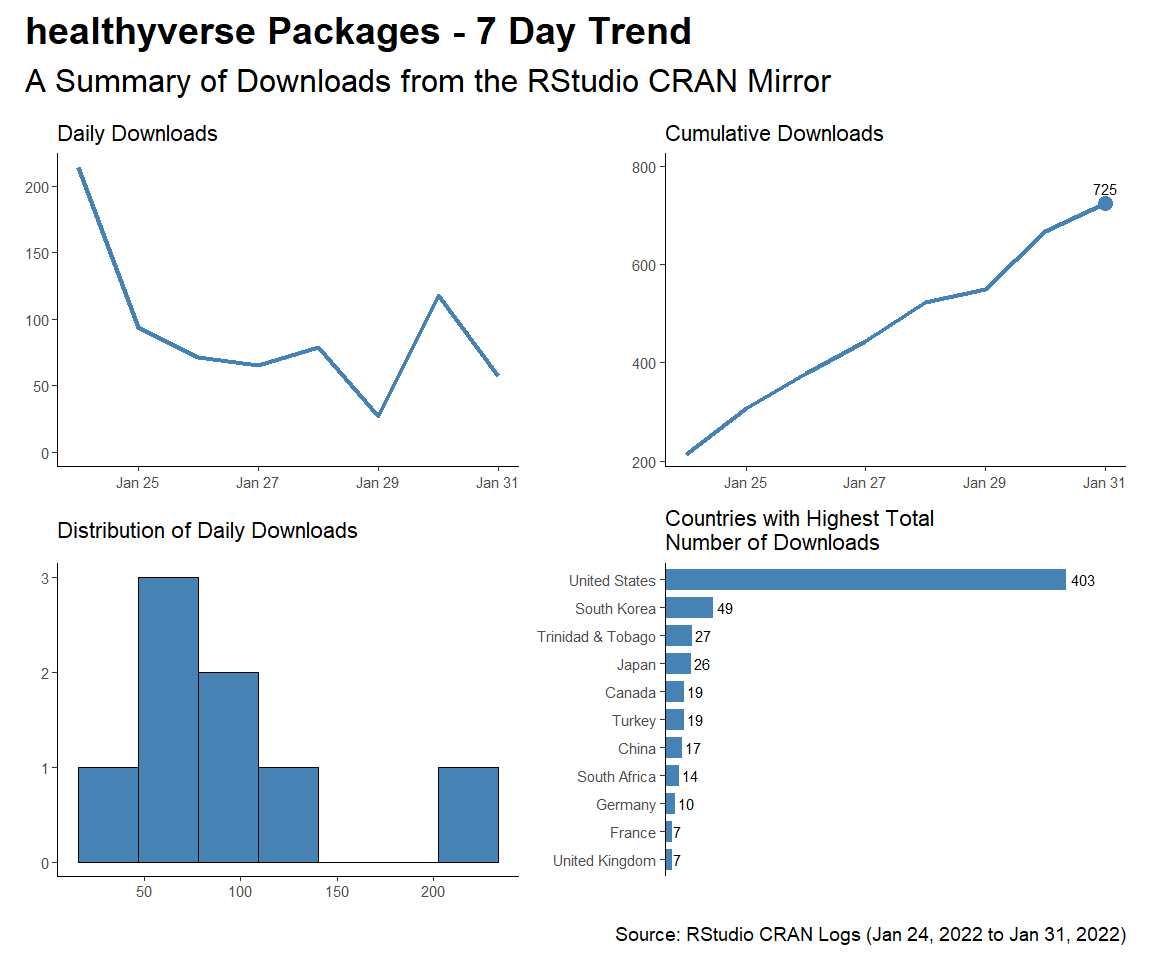 healthyverse Packages - 7 Day Trend
A Summary of Downloads from the RStudio CRAN Mirror
Daily Downloads
200
150
100
50
0
Jan 25 Jan 27 Jan 29 Jan 31
Cumulative Downloads
800
600
400
200
725
Jan 25 Jan 27 Jan 29 Jan 31
Distribution of Daily Downloads
3
2
1
0
50 100 150 200
Countries with Highest Total
Number of Downloads
United States 403
South Korea 49
Trinidad & Tobago 27
Japan 26
Canada 19
Turkey 19
China 17
South Africa 14
Germany 10
France 7
United Kingdom 7
Source: RStudio CRAN Logs (Jan 24, 2022 to Jan 31, 2022)